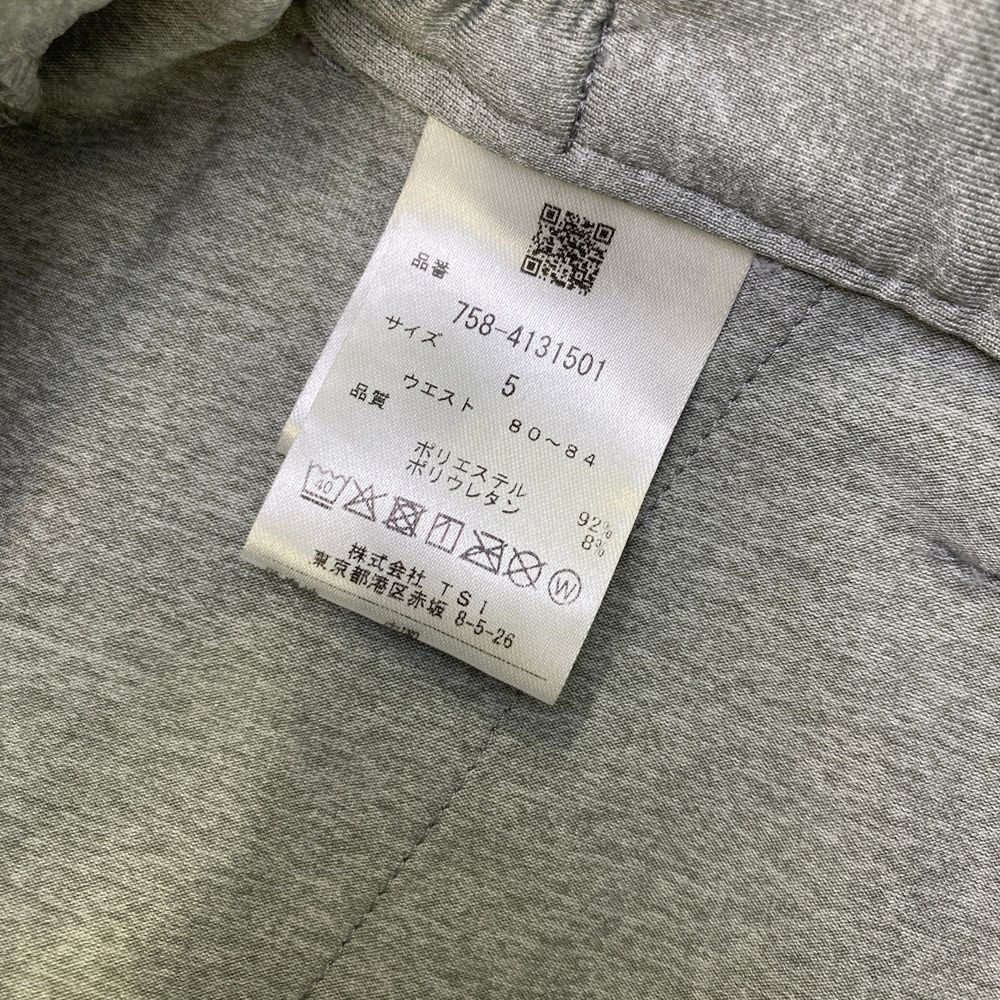 品番
758-4131501
サイズ
5
ウエスト 80～84
品質
ポリエステル 92%
ポリウレタン 8%
40
W
株式会社 TSI
東京都港区赤坂 8-5-26